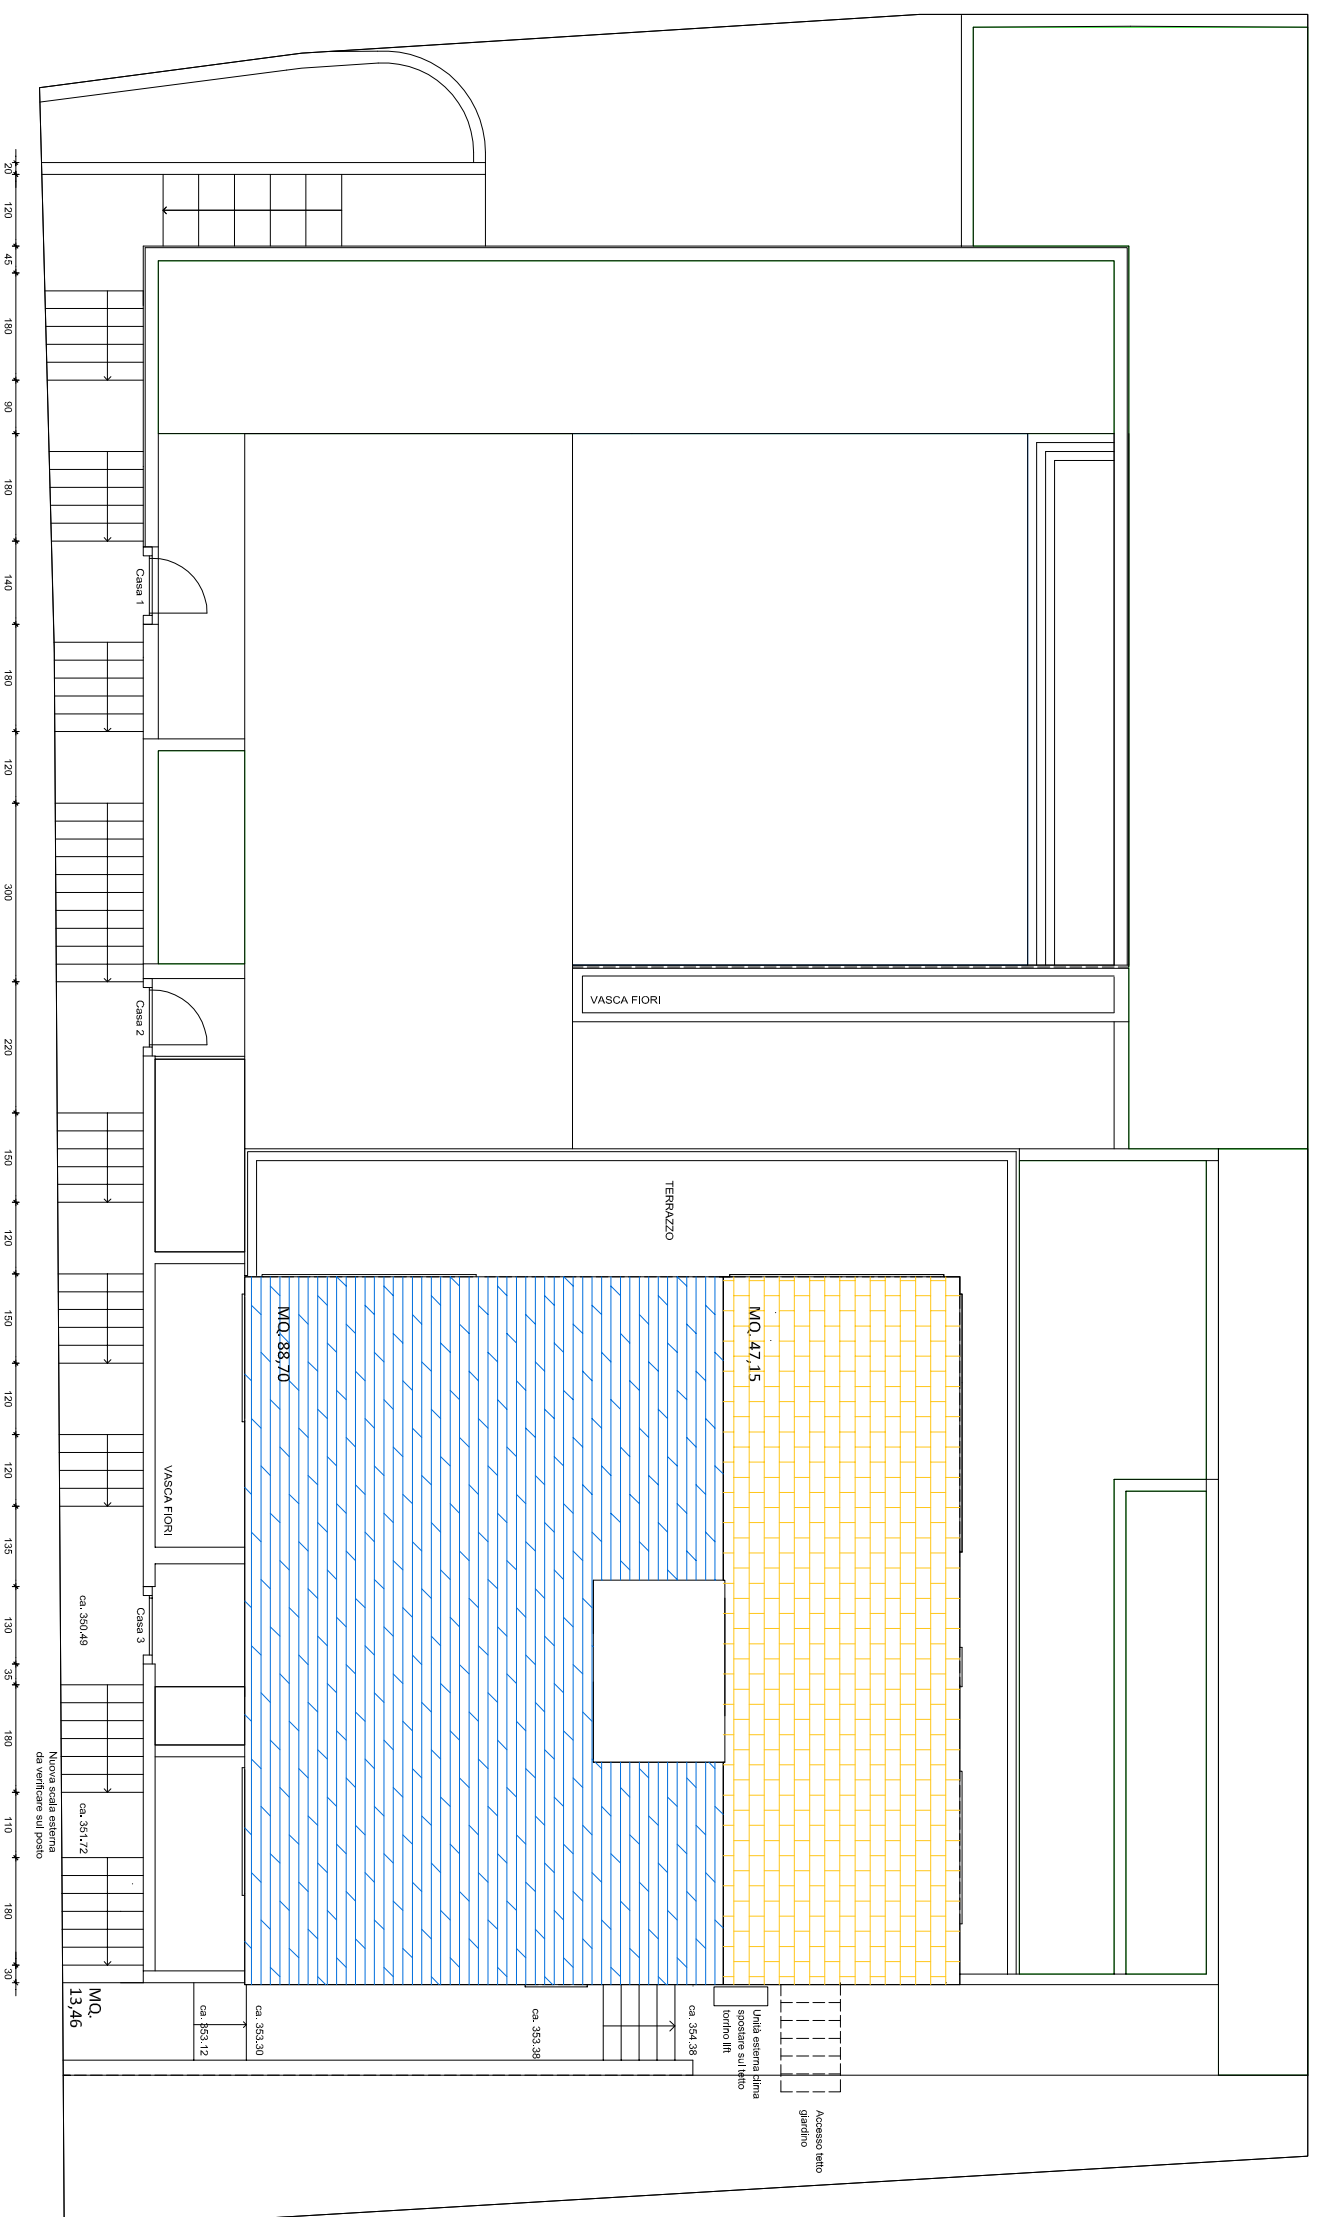 20
120
45
180
90
180
140
180
120
300
220
150
120
150
120
120
135
130
35
180
110
180
30
Casa 1
Casa 2
Casa 3
VASCA FIORI
TERRAZZO
MQ. 88,70
MQ. 47,15
VASCA FIORI
ca. 350.49
ca. 351.72
Nuova scala esterna
da verificare sul posto
MQ.
13,46
ca. 353.12
ca. 353.30
ca. 353.38
ca. 354.38
Unità esterna clima
spostare sul tetto
torrino lift
Accesso tetto
giardino